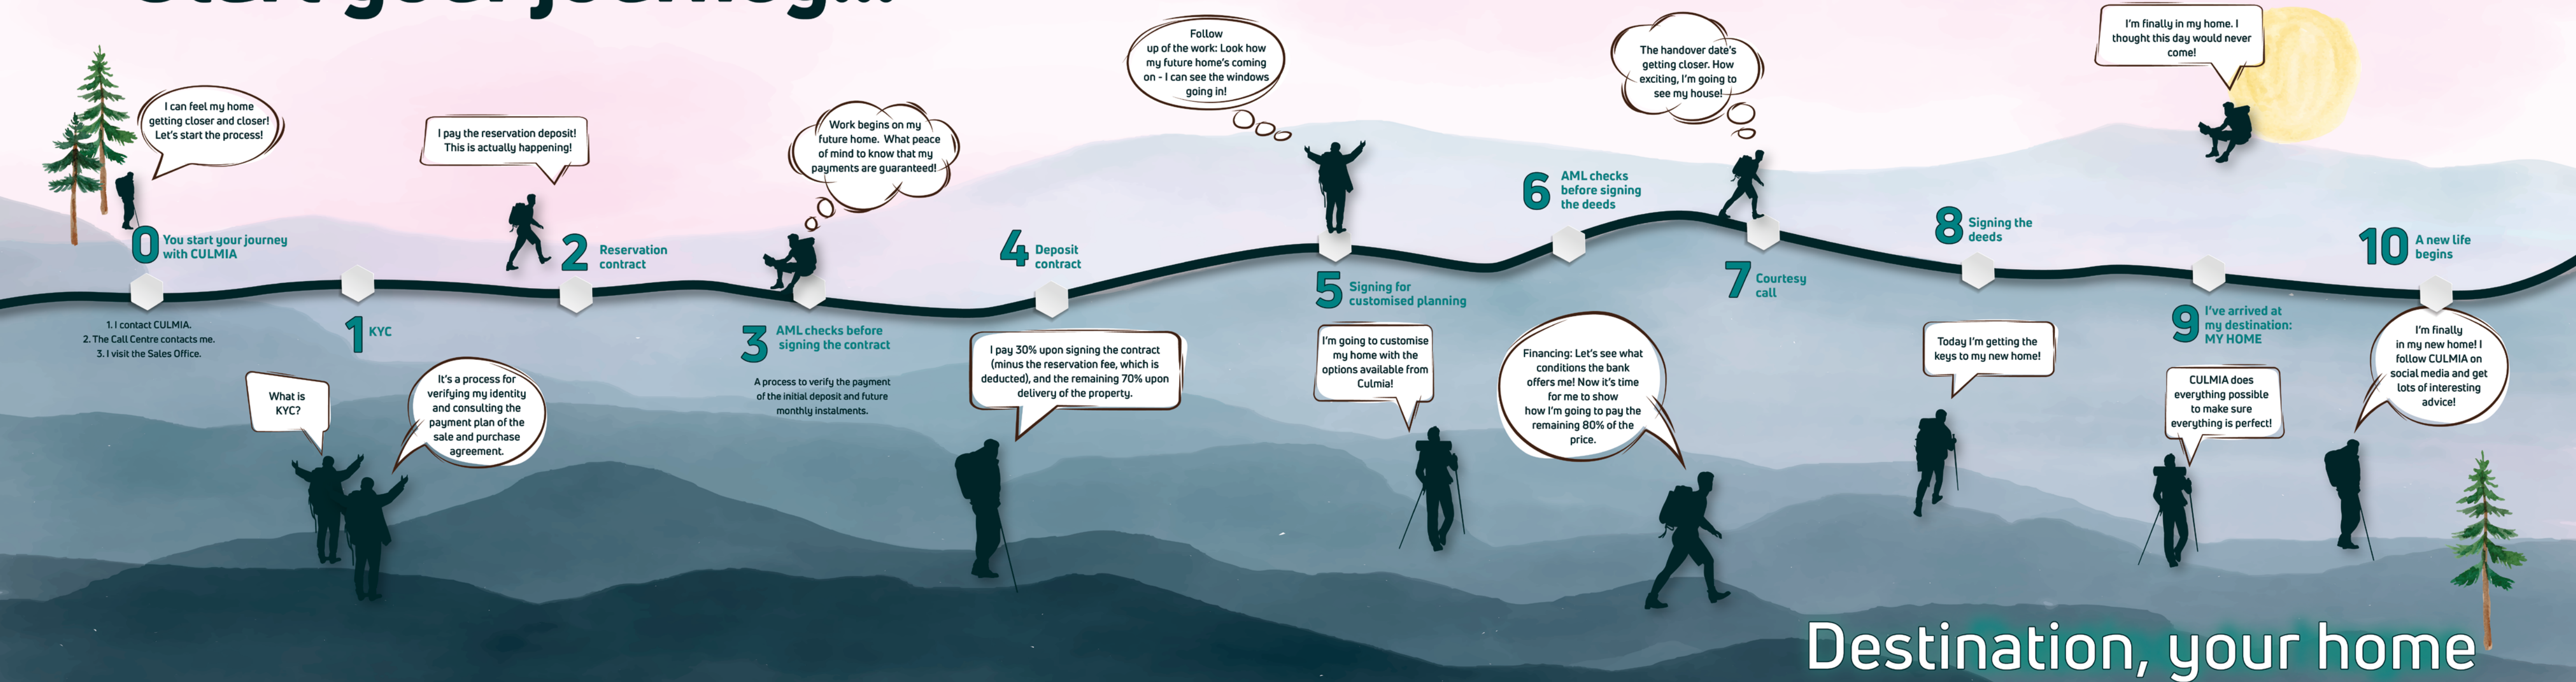 Start your journey...
I can feel my home
getting closer and closer!
Let's start the process!
0 You start your journey
with CULMIA
1. I contact CULMIA.
2. The Call Centre contacts me.
3. I visit the Sales Office.
1 KYC
What is
KYC?
It's a process for
verifying my identity
and consulting the
payment plan of the
sale and purchase
agreement.
I pay the reservation deposit!
This is actually happening!
2 Reservation
contract
Work begins on my
future home. What peace
of mind to know that my
payments are guaranteed!
3 AML checks before
signing the contract
A process to verify the payment
of the initial deposit and future
monthly instalments.
4 Deposit
contract
I pay 30% upon signing the contract
(minus the reservation fee, which is
deducted), and the remaining 70% upon
delivery of the property.
Follow
up of the work: Look how
my future home's coming
on - I can see the windows
going in!
5 Signing for
customised planning
I'm going to customise
my home with the
options available from
Culmia!
6 AML checks
before signing
the deeds
Financing: Let's see what
conditions the bank
offers me! Now it's time
for me to show
how I'm going to pay the
remaining 80% of the
price.
The handover date's
getting closer. How
exciting, I'm going to
see my house!
7 Courtesy
call
8 Signing the
deeds
Today I'm getting the
keys to my new home!
I'm finally in my home. I
thought this day would never
come!
9 I've arrived at
my destination:
MY HOME
CULMIA does
everything possible
to make sure
everything is perfect!
10 A new life
begins
I'm finally
in my new home! I
follow CULMIA on
social media and get
lots of interesting
advice!
Destination, your home